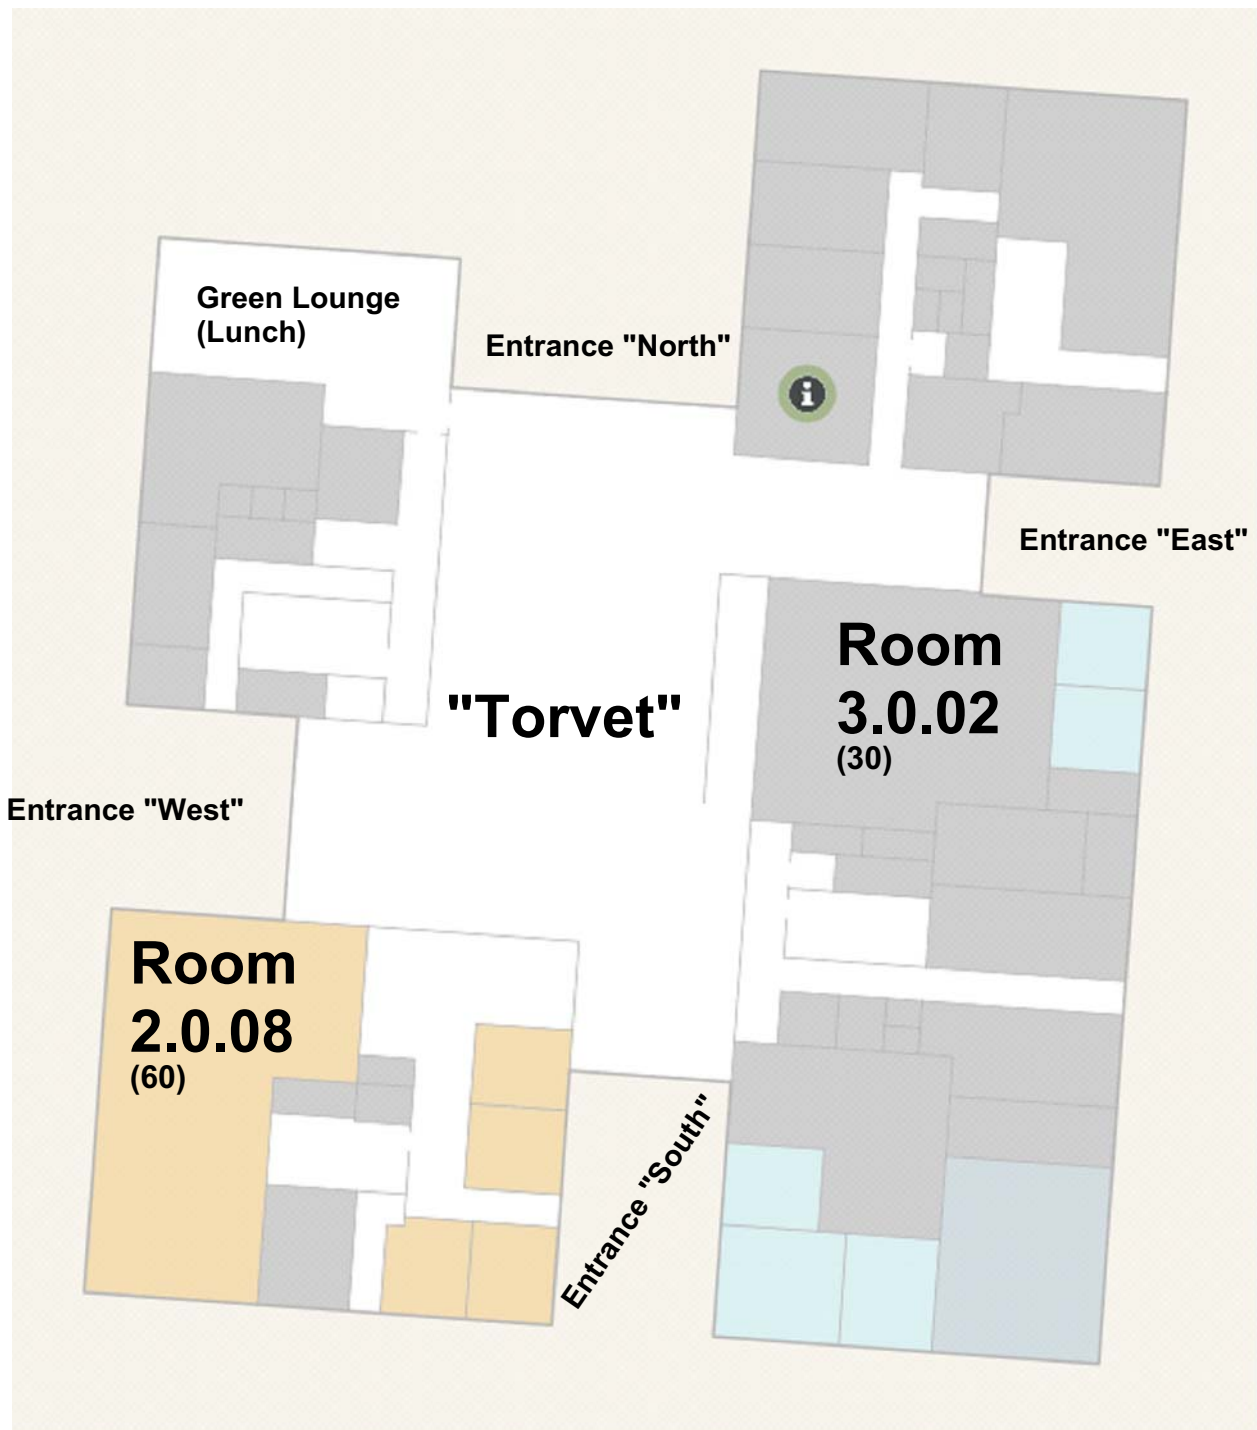 Green Lounge
(Lunch)
Entrance "North"
i
Entrance "East"
Room
3.0.02
(30)
"Torvet"
Entrance "West"
Room
2.0.08
(60)
Entrance "South"